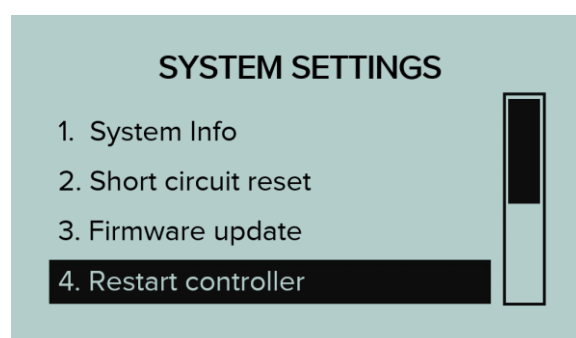 SYSTEM SETTINGS
1. System Info
2. Short circuit reset
3. Firmware update
4. Restart controller